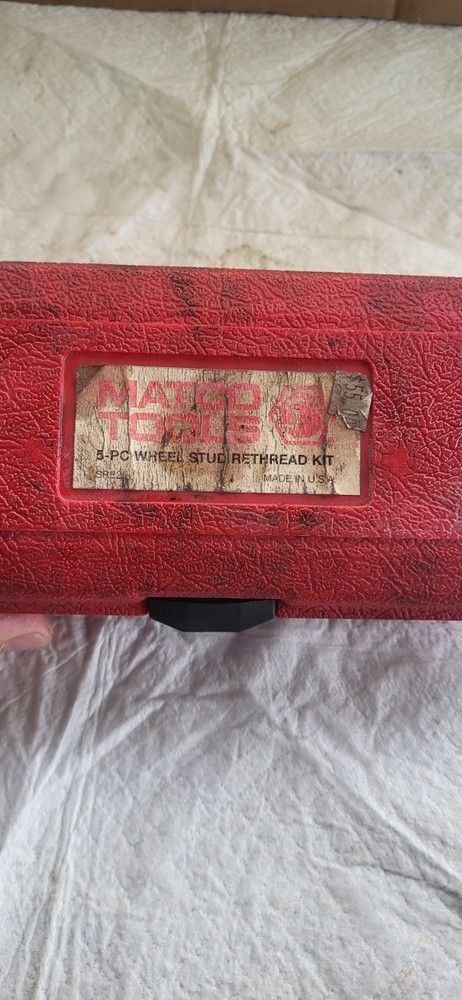 MATCO
TOOLS
5-PC WHEEL STUD RETHREAD KIT
MADE IN U.S.A.